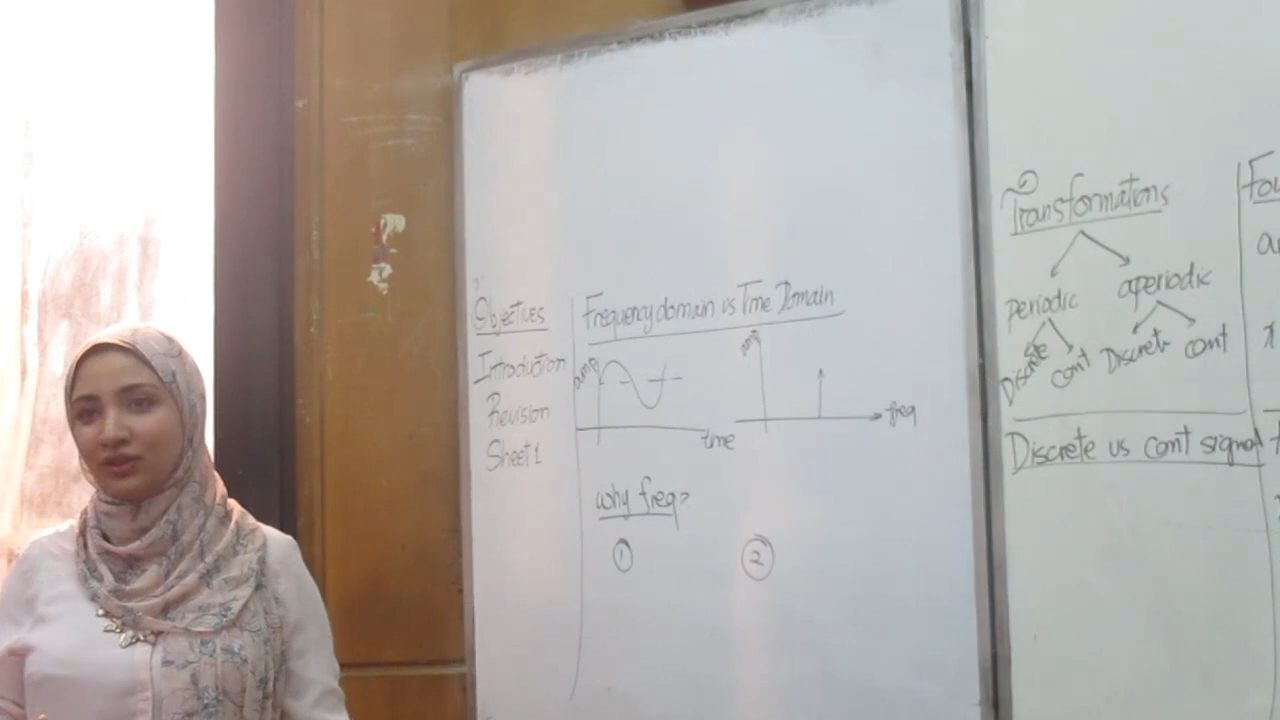 Objectives
Introduction
Revision
Sheet 1
Frequency domain vs Time Domain
amp
time
amp
freq
why freq?
1
2
Transformations
Periodic
aperiodic
Discrete
cont
Discrete
cont
Discrete vs cont signal